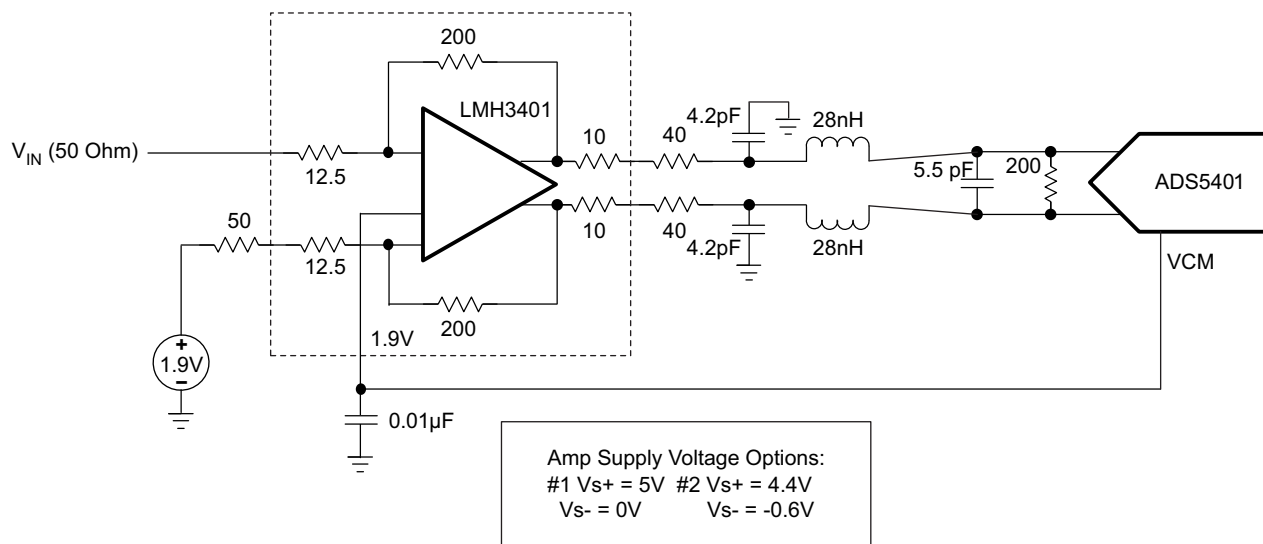 200
LMH3401
4.2pF
28nH
10
40
V_IN (50 Ohm)
12.5
5.5 pF
200
ADS5401
50
12.5
10
40
4.2pF
28nH
VCM
200
1.9V
+
1.9V
−
0.01µF
Amp Supply Voltage Options:
#1 Vs+ = 5V #2 Vs+ = 4.4V
Vs- = 0V Vs- = -0.6V